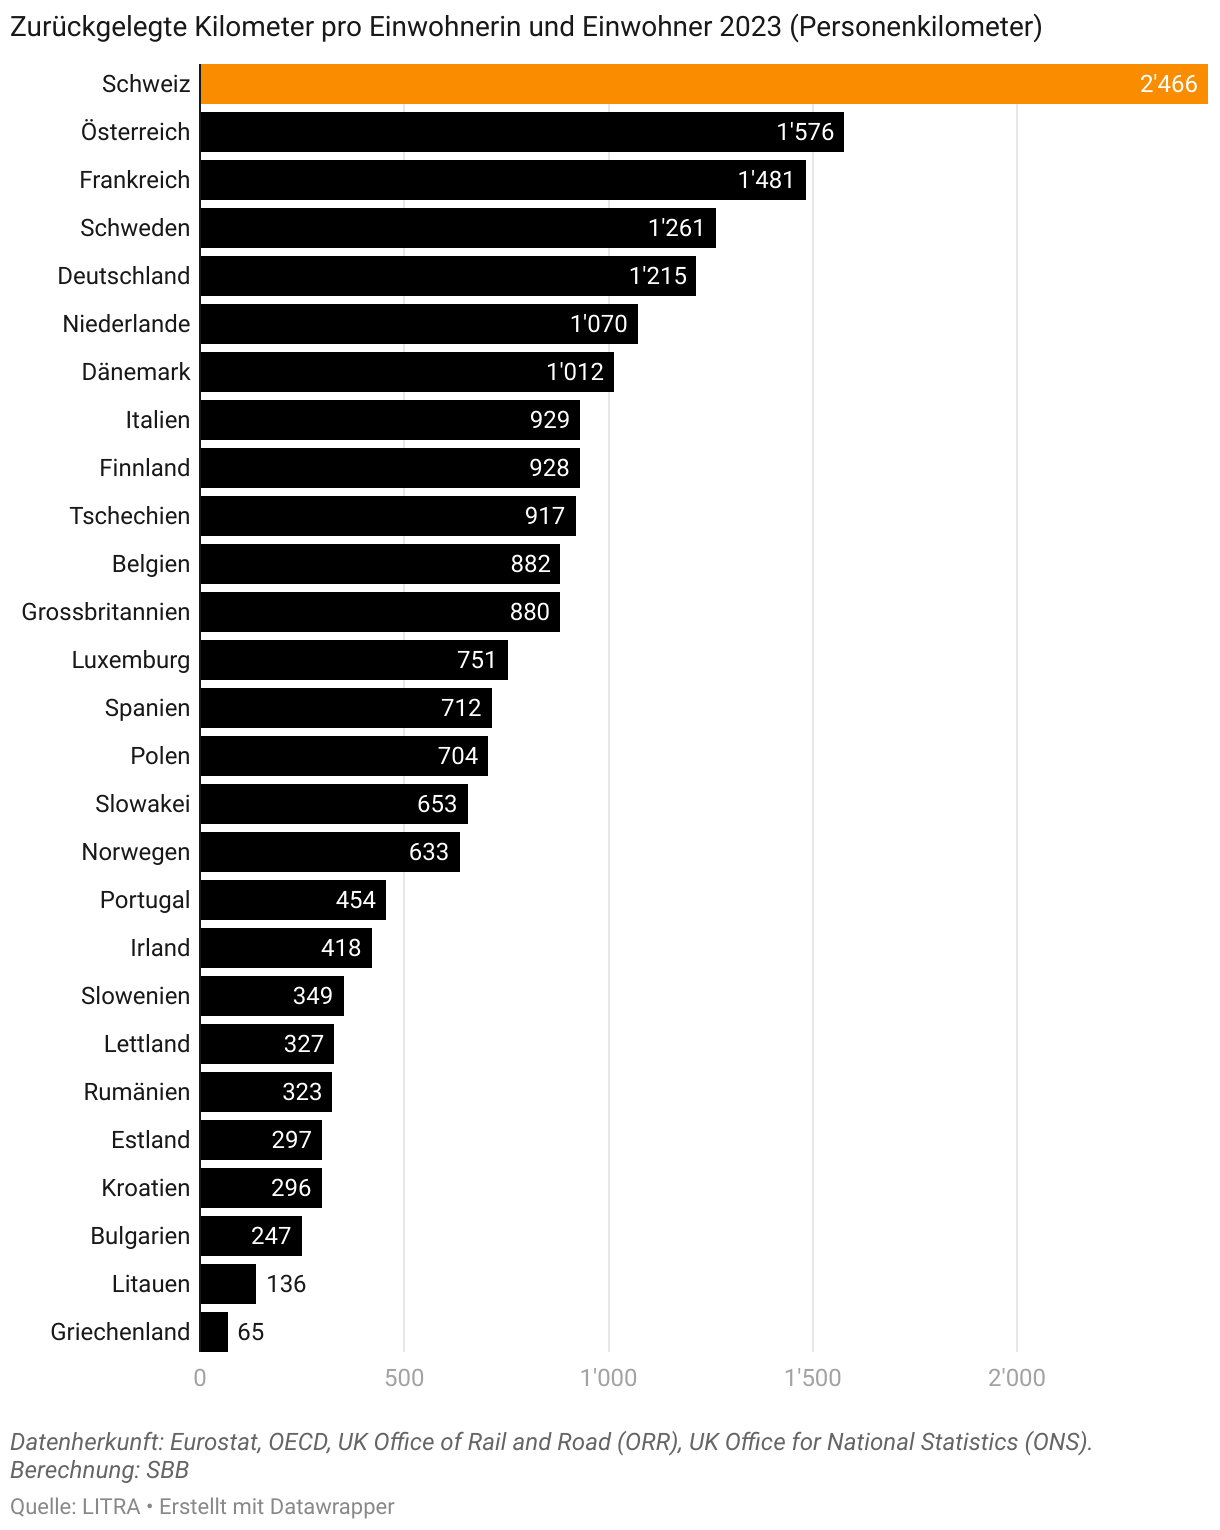 Zurückgelegte Kilometer pro Einwohnerin und Einwohner 2023 (Personenkilometer)
Schweiz 2'466
Österreich 1'576
Frankreich 1'481
Schweden 1'261
Deutschland 1'215
Niederlande 1'070
Dänemark 1'012
Italien 929
Finnland 928
Tschechien 917
Belgien 882
Grossbritannien 880
Luxemburg 751
Spanien 712
Polen 704
Slowakei 653
Norwegen 633
Portugal 454
Irland 418
Slowenien 349
Lettland 327
Rumänien 323
Estland 297
Kroatien 296
Bulgarien 247
Litauen 136
Griechenland 65
0 500 1'000 1'500 2'000
Datenherkunft: Eurostat, OECD, UK Office of Rail and Road (ORR), UK Office for National Statistics (ONS).
Berechnung: SBB
Quelle: LITRA • Erstellt mit Datawrapper